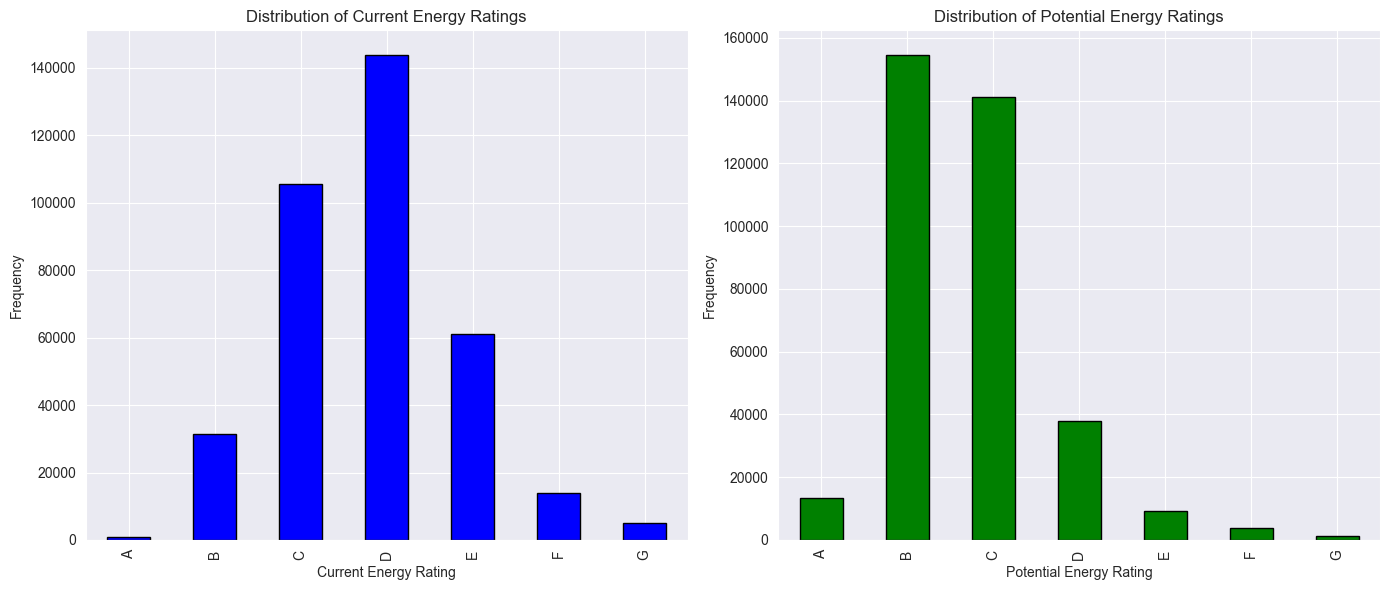 Distribution of Current Energy Ratings
140000
120000
100000
80000
60000
40000
20000
0
Frequency
A B C D E F G
Current Energy Rating
Distribution of Potential Energy Ratings
160000
140000
120000
100000
80000
60000
40000
20000
0
Frequency
A B C D E F G
Potential Energy Rating